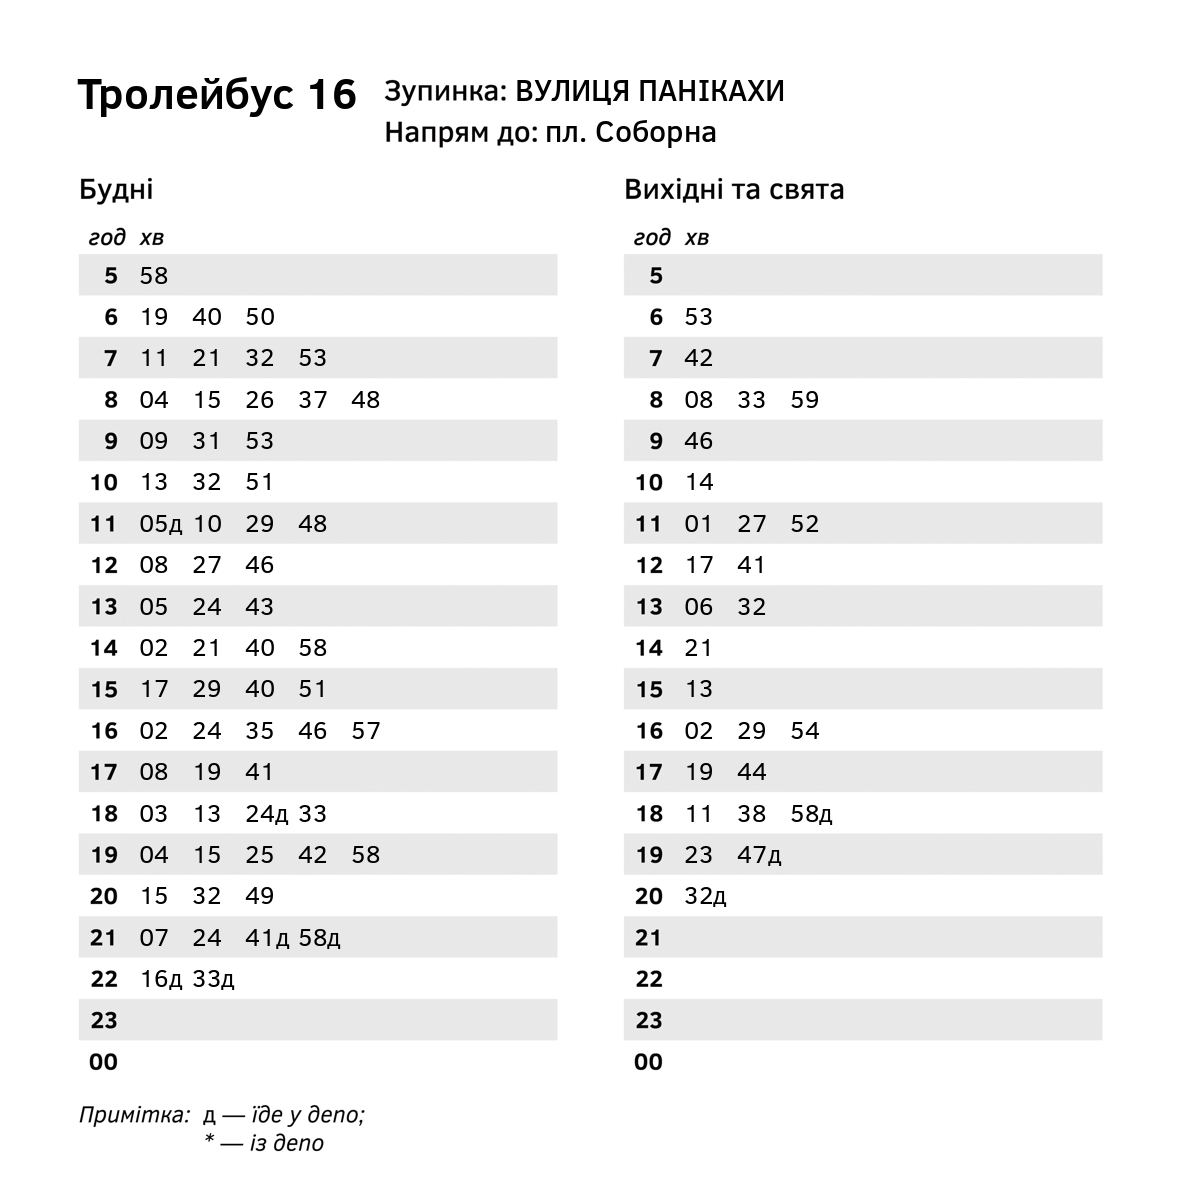 Тролейбус 16
Зупинка: ВУЛИЦЯ ПАНІКАХИ
Напрям до: пл. Соборна
Будні
год хв
5 58
6 19 40 50
7 11 21 32 53
8 04 15 26 37 48
9 09 31 53
10 13 32 51
11 05д 10 29 48
12 08 27 46
13 05 24 43
14 02 21 40 58
15 17 29 40 51
16 02 24 35 46 57
17 08 19 41
18 03 13 24д 33
19 04 15 25 42 58
20 15 32 49
21 07 24 41д 58д
22 16д 33д
23
00
Вихідні та свята
год хв
5
6 53
7 42
8 08 33 59
9 46
10 14
11 01 27 52
12 17 41
13 06 32
14 21
15 13
16 02 29 54
17 19 44
18 11 38 58д
19 23 47д
20 32д
21
22
23
00
Примітка: д — їде у депо;
* — із депо